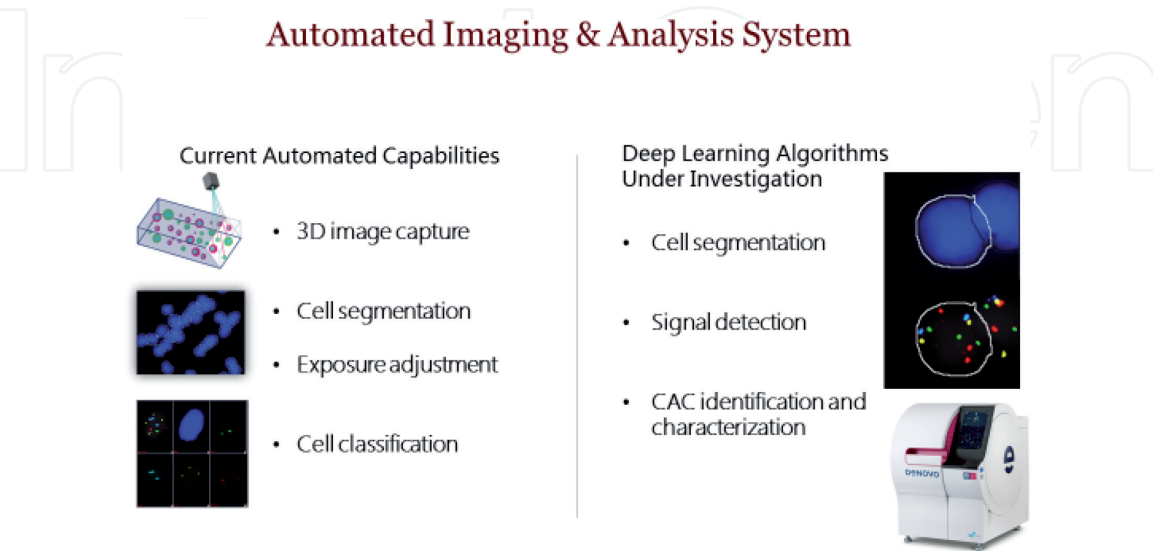 Automated Imaging & Analysis System
Current Automated Capabilities
• 3D image capture
• Cell segmentation
• Exposure adjustment
• Cell classification
Deep Learning Algorithms
Under Investigation
• Cell segmentation
• Signal detection
• CAC identification and
characterization
DeNOVO